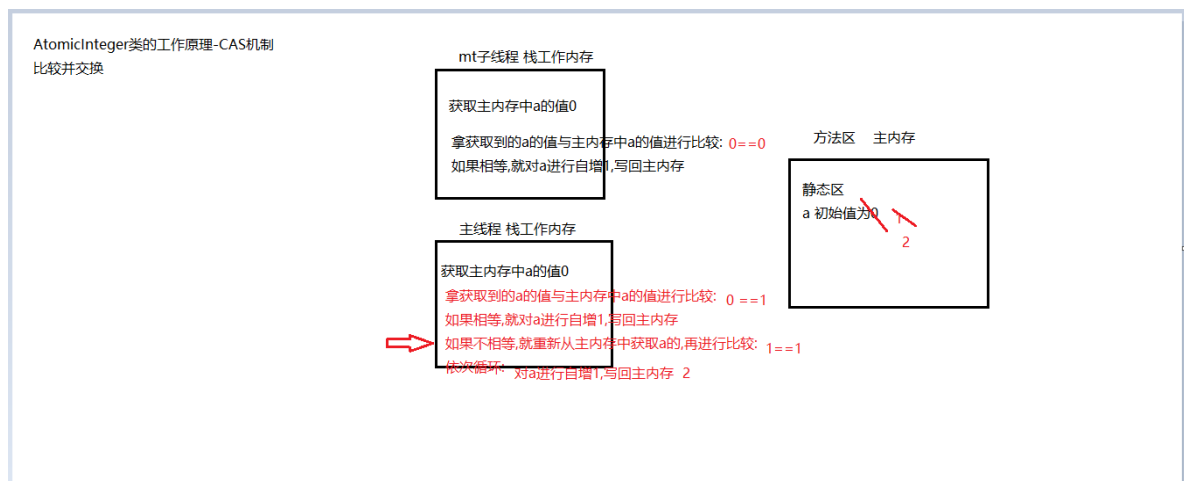 AtomicInteger类的工作原理-CAS机制
比较并交换
mt子线程 栈工作内存
获取主内存中a的值0
拿获取到的a的值与主内存中a的值进行比较: 0==0
如果相等,就对a进行自增1,写回主内存
主线程 栈工作内存
获取主内存中a的值0
拿获取到的a的值与主内存中a的值进行比较: 0 ==1
如果相等,就对a进行自增1,写回主内存
如果不相等,就重新从主内存中获取a的,再进行比较: 1==1
依次循环: 对a进行自增1,写回主内存 2
方法区 主内存
静态区
a 初始值为0 1
2